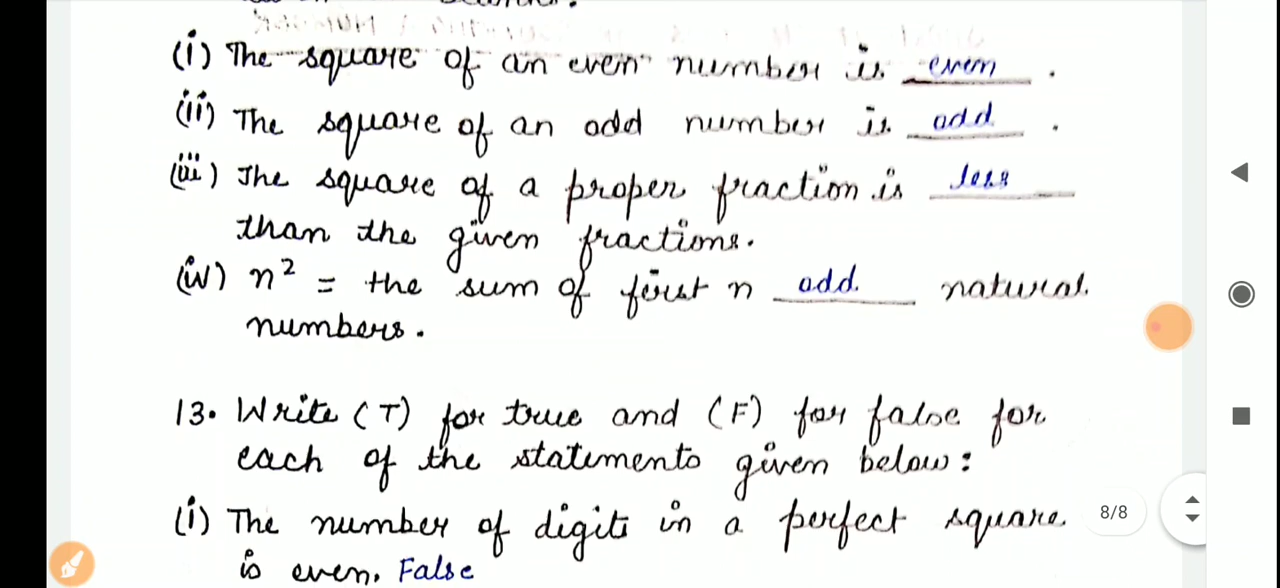 (i) The square of an even number is even .
(ii) The square of an odd number is odd .
(iii) The square of a proper fraction is less
than the given fractions.
(iv) n² = the sum of first n odd. natural
numbers.
13. Write (T) for true and (F) for false for
each of the statements given below:
(i) The number of digits in a perfect square
is even. False
8/8